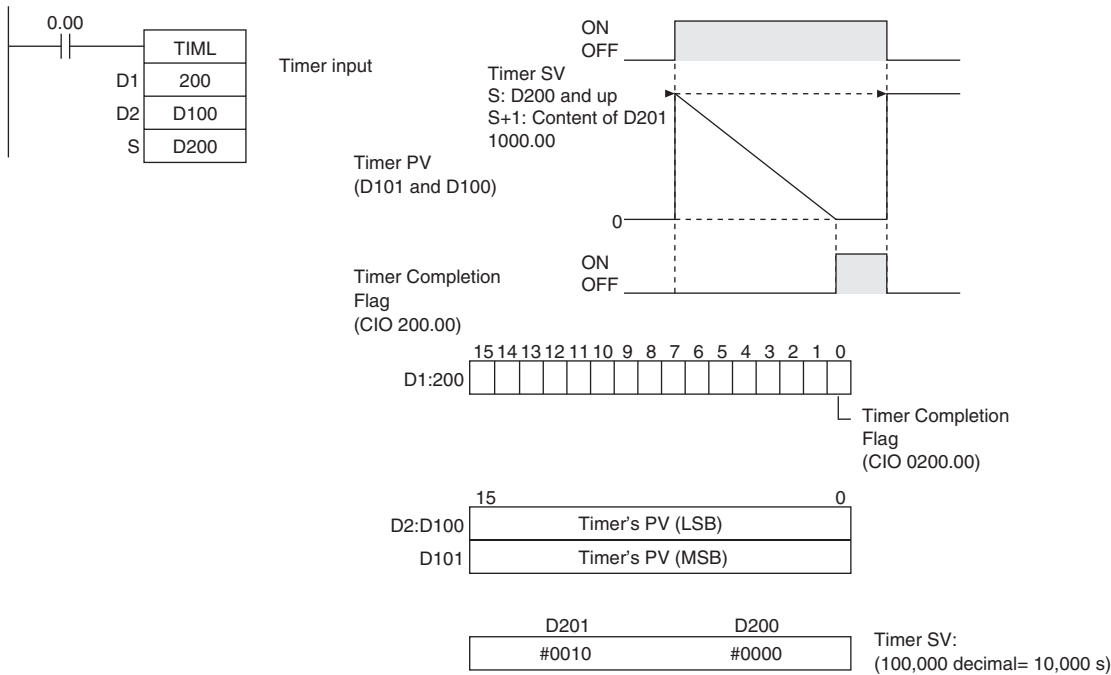 0.00
TIML
D1 200
D2 D100
S D200
Timer input
ON
OFF
Timer SV
S: D200 and up
S+1: Content of D201
1000.00
Timer PV
(D101 and D100)
0
Timer Completion
Flag
(CIO 200.00)
ON
OFF
15 14 13 12 11 10 9 8 7 6 5 4 3 2 1 0
D1:200
Timer Completion
Flag
(CIO 0200.00)
15 0
D2:D100 Timer's PV (LSB)
D101 Timer's PV (MSB)
D201 D200
#0010 #0000
Timer SV:
(100,000 decimal= 10,000 s)